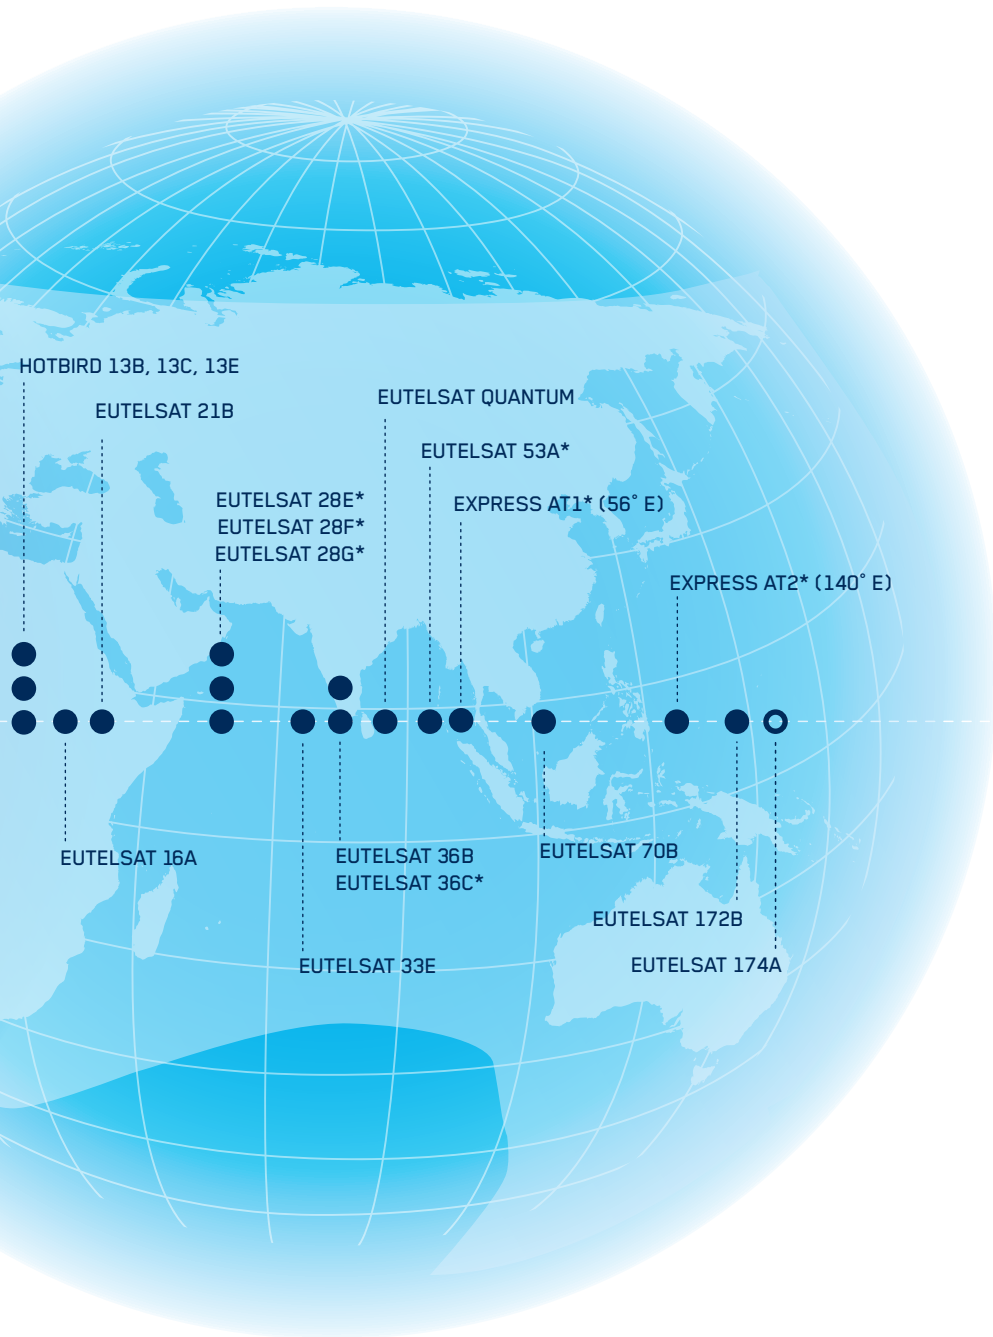 HOTBIRD 13B, 13C, 13E
EUTELSAT QUANTUM
EUTELSAT 21B
EUTELSAT 53A*
EUTELSAT 28E*
EUTELSAT 28F*
EUTELSAT 28G*
EXPRESS AT1* (56° E)
EXPRESS AT2* (140° E)
EUTELSAT 16A
EUTELSAT 36B
EUTELSAT 36C*
EUTELSAT 70B
EUTELSAT 172B
EUTELSAT 33E
EUTELSAT 174A